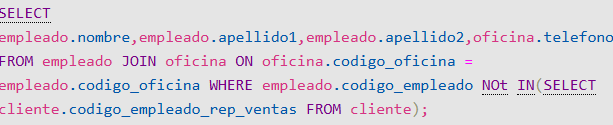 SELECT
empleado.nombre,empleado.apellido1,empleado.apellido2,oficina.telefono
FROM empleado JOIN oficina ON oficina.codigo_oficina =
empleado.codigo_oficina WHERE empleado.codigo_empleado NOt IN(SELECT
cliente.codigo_empleado_rep_ventas FROM cliente);